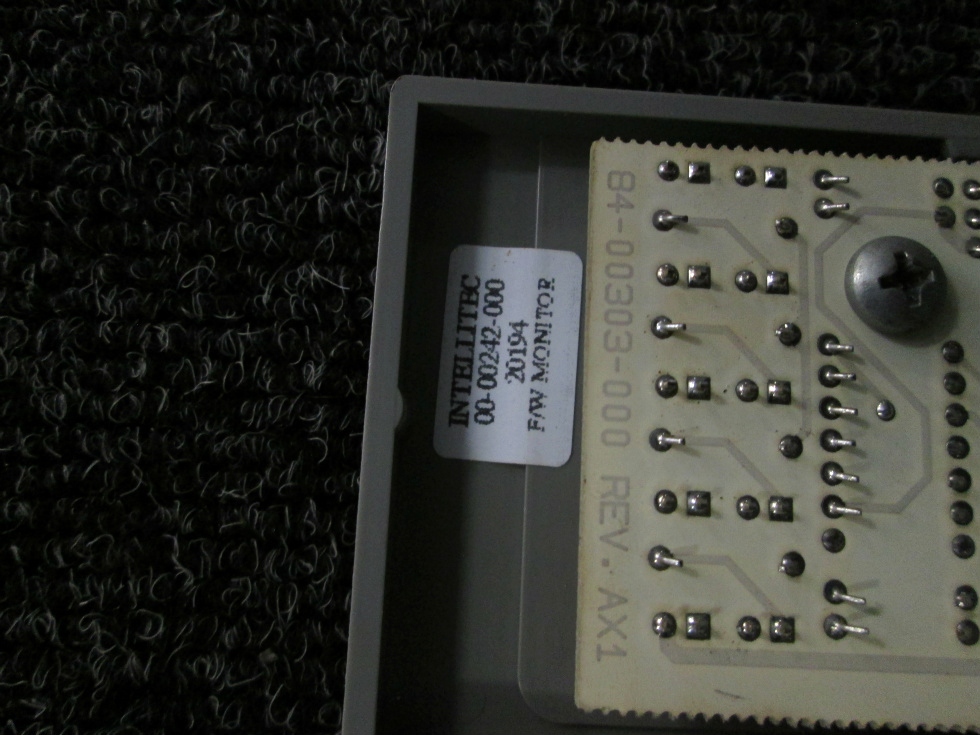 INTELLITEC
00-00242-000
20194
F/W MONITOR
84-00303-000 REV. AX1